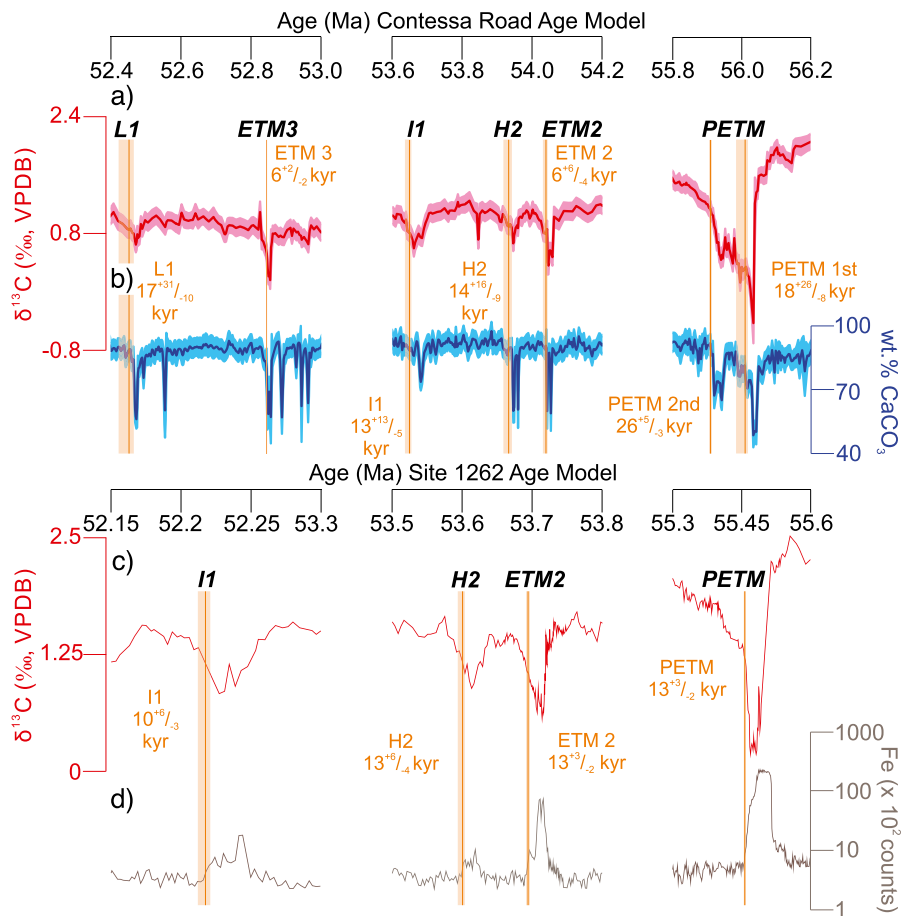 Age (Ma) Contessa Road Age Model
52.4 52.6 52.8 53.0 53.6 53.8 54.0 54.2 55.8 56.0 56.2
a)
2.4
L1 ETM3 I1 H2 ETM2 PETM
ETM 3
6+2/-2 kyr
ETM 2
6+6/-4 kyr
δ13C (‰, VPDB)
0.8
-0.8
b)
L1
17+31/-10
kyr
H2
14+16/-9
kyr
PETM 1st
18+26/-8 kyr
I1
13+13/-5
kyr
PETM 2nd
26+5/-3 kyr
100
70
40
wt.% CaCO3
Age (Ma) Site 1262 Age Model
52.15 52.2 52.25 53.3 53.5 53.6 53.7 53.8 55.3 55.45 55.6
2.5
c)
I1 H2 ETM2 PETM
δ13C (‰, VPDB)
1.25
0
I1
10+6/-3
kyr
H2
13+6/-4 kyr
ETM 2
13+3/-2 kyr
PETM
13+3/-2 kyr
d)
1000
100
10
1
Fe (x 102 counts)